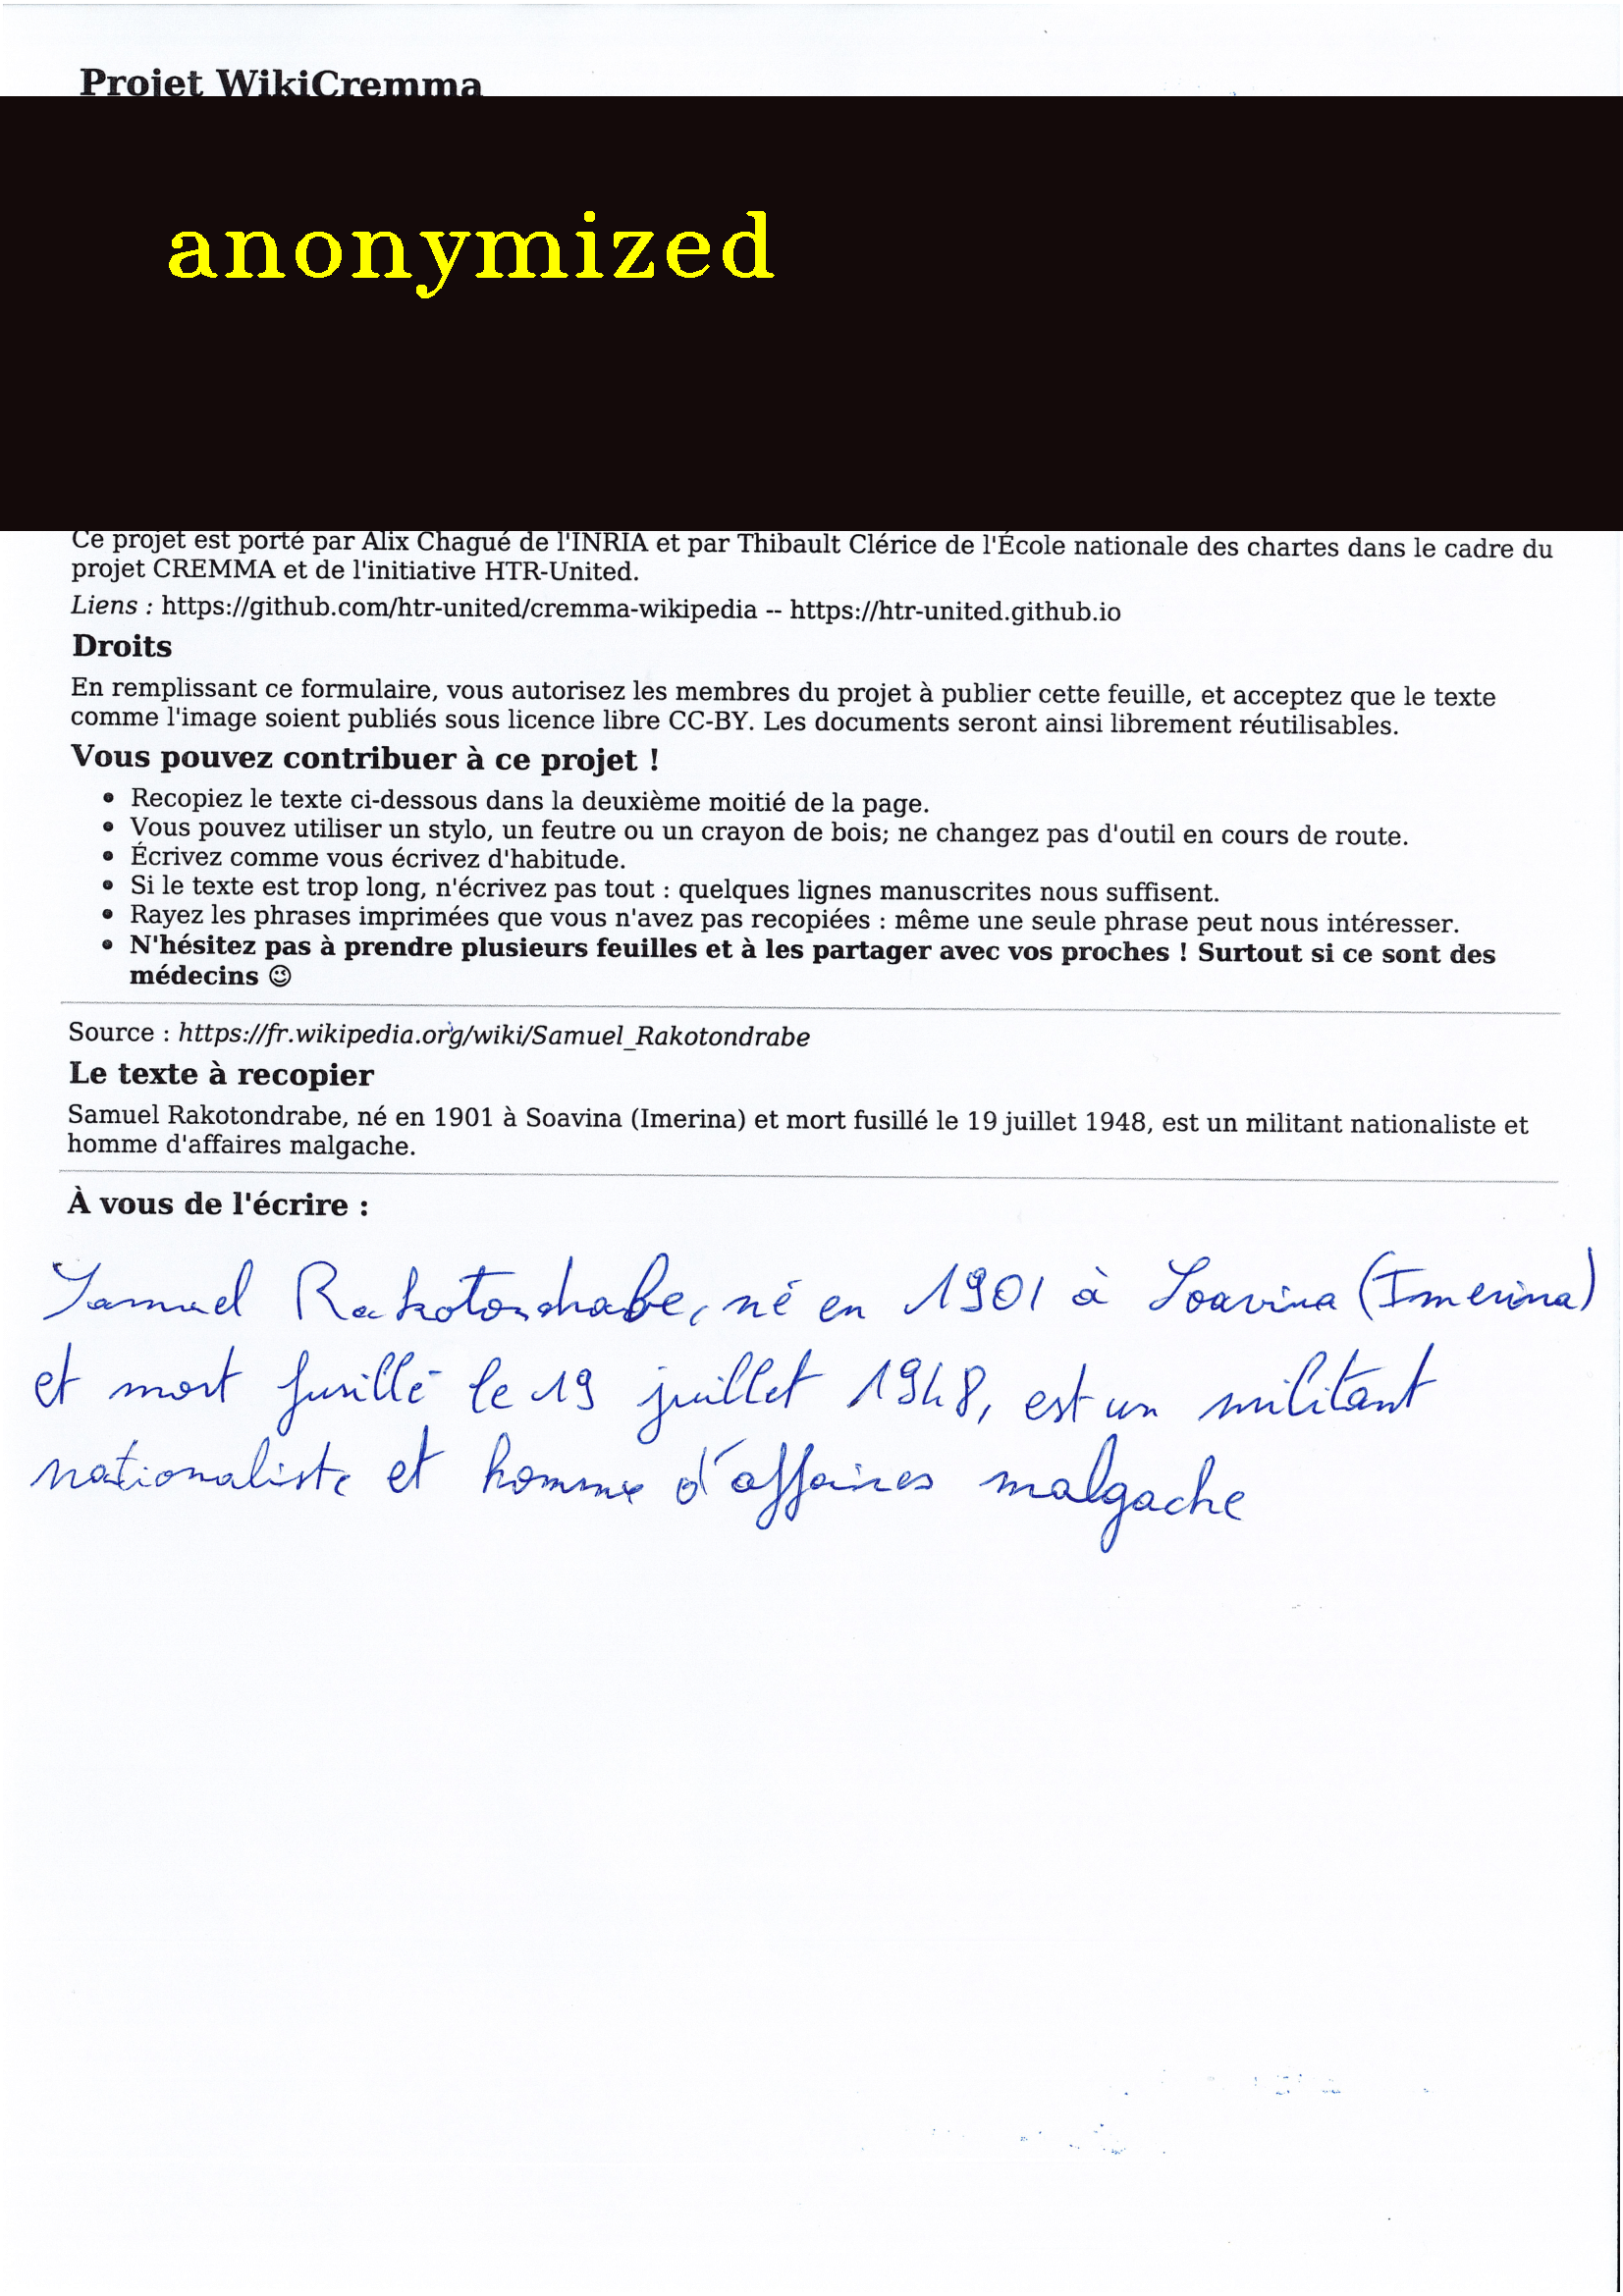 Projet WikiCremma
anonymized
Ce projet est porté par Alix Chagué de l'INRIA et par Thibault Clérice de l'École nationale des chartes dans le cadre du
projet CREMMA et de l'initiative HTR-United.
Liens : https://github.com/htr-united/cremma-wikipedia -- https://htr-united.github.io
Droits
En remplissant ce formulaire, vous autorisez les membres du projet à publier cette feuille, et acceptez que le texte
comme l'image soient publiés sous licence libre CC-BY. Les documents seront ainsi librement réutilisables.
Vous pouvez contribuer à ce projet !
• Recopiez le texte ci-dessous dans la deuxième moitié de la page.
• Vous pouvez utiliser un stylo, un feutre ou un crayon de bois; ne changez pas d'outil en cours de route.
• Écrivez comme vous écrivez d'habitude.
• Si le texte est trop long, n'écrivez pas tout : quelques lignes manuscrites nous suffisent.
• Rayez les phrases imprimées que vous n'avez pas recopiées : même une seule phrase peut nous intéresser.
• N'hésitez pas à prendre plusieurs feuilles et à les partager avec vos proches ! Surtout si ce sont des
médecins ☺
Source : https://fr.wikipedia.org/wiki/Samuel_Rakotondrabe
Le texte à recopier
Samuel Rakotondrabe, né en 1901 à Soavina (Imerina) et mort fusillé le 19 juillet 1948, est un militant nationaliste et
homme d'affaires malgache.
À vous de l'écrire :
Samuel Rakotondrabe, né en 1901 à Soavina (Imerina)
et mort fusillé le 19 juillet 1948, est un militant
nationaliste et homme d'affaires malgache